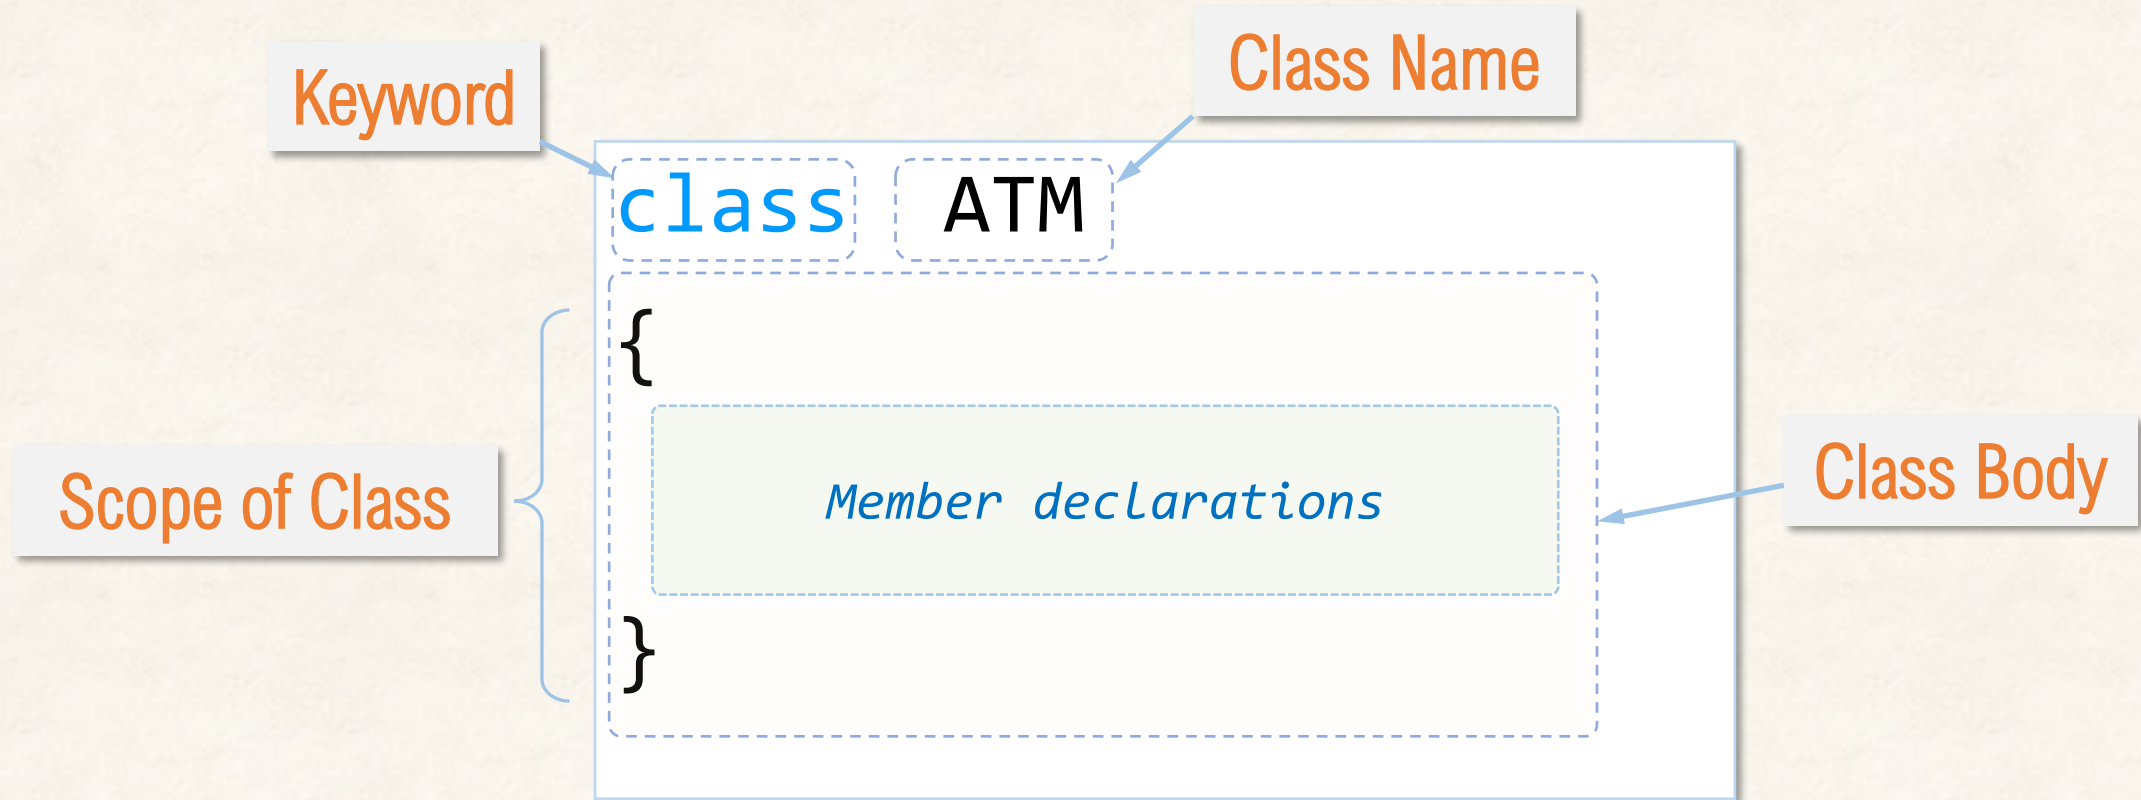 Class Name
Keyword
class ATM
{
Scope of Class
Member declarations
Class Body
}